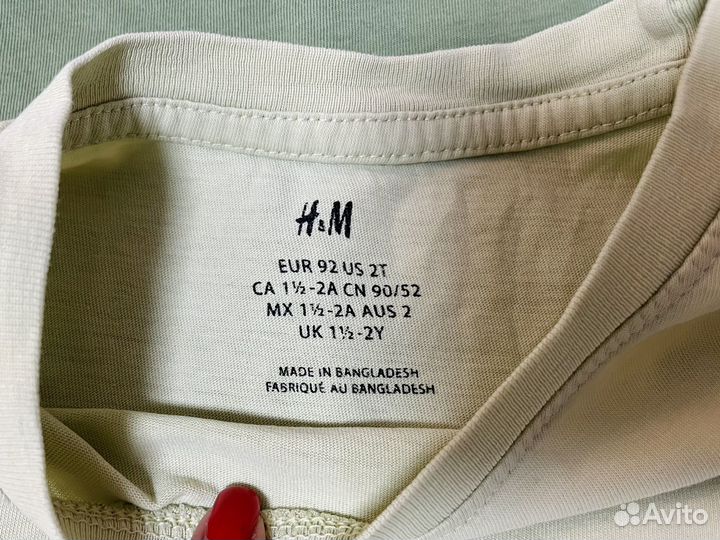 H&M
EUR 92 US 2T
CA 1½-2A CN 90/52
MX 1½-2A AUS 2
UK 1½-2Y
MADE IN BANGLADESH
FABRIQUÉ AU BANGLADESH
Avito